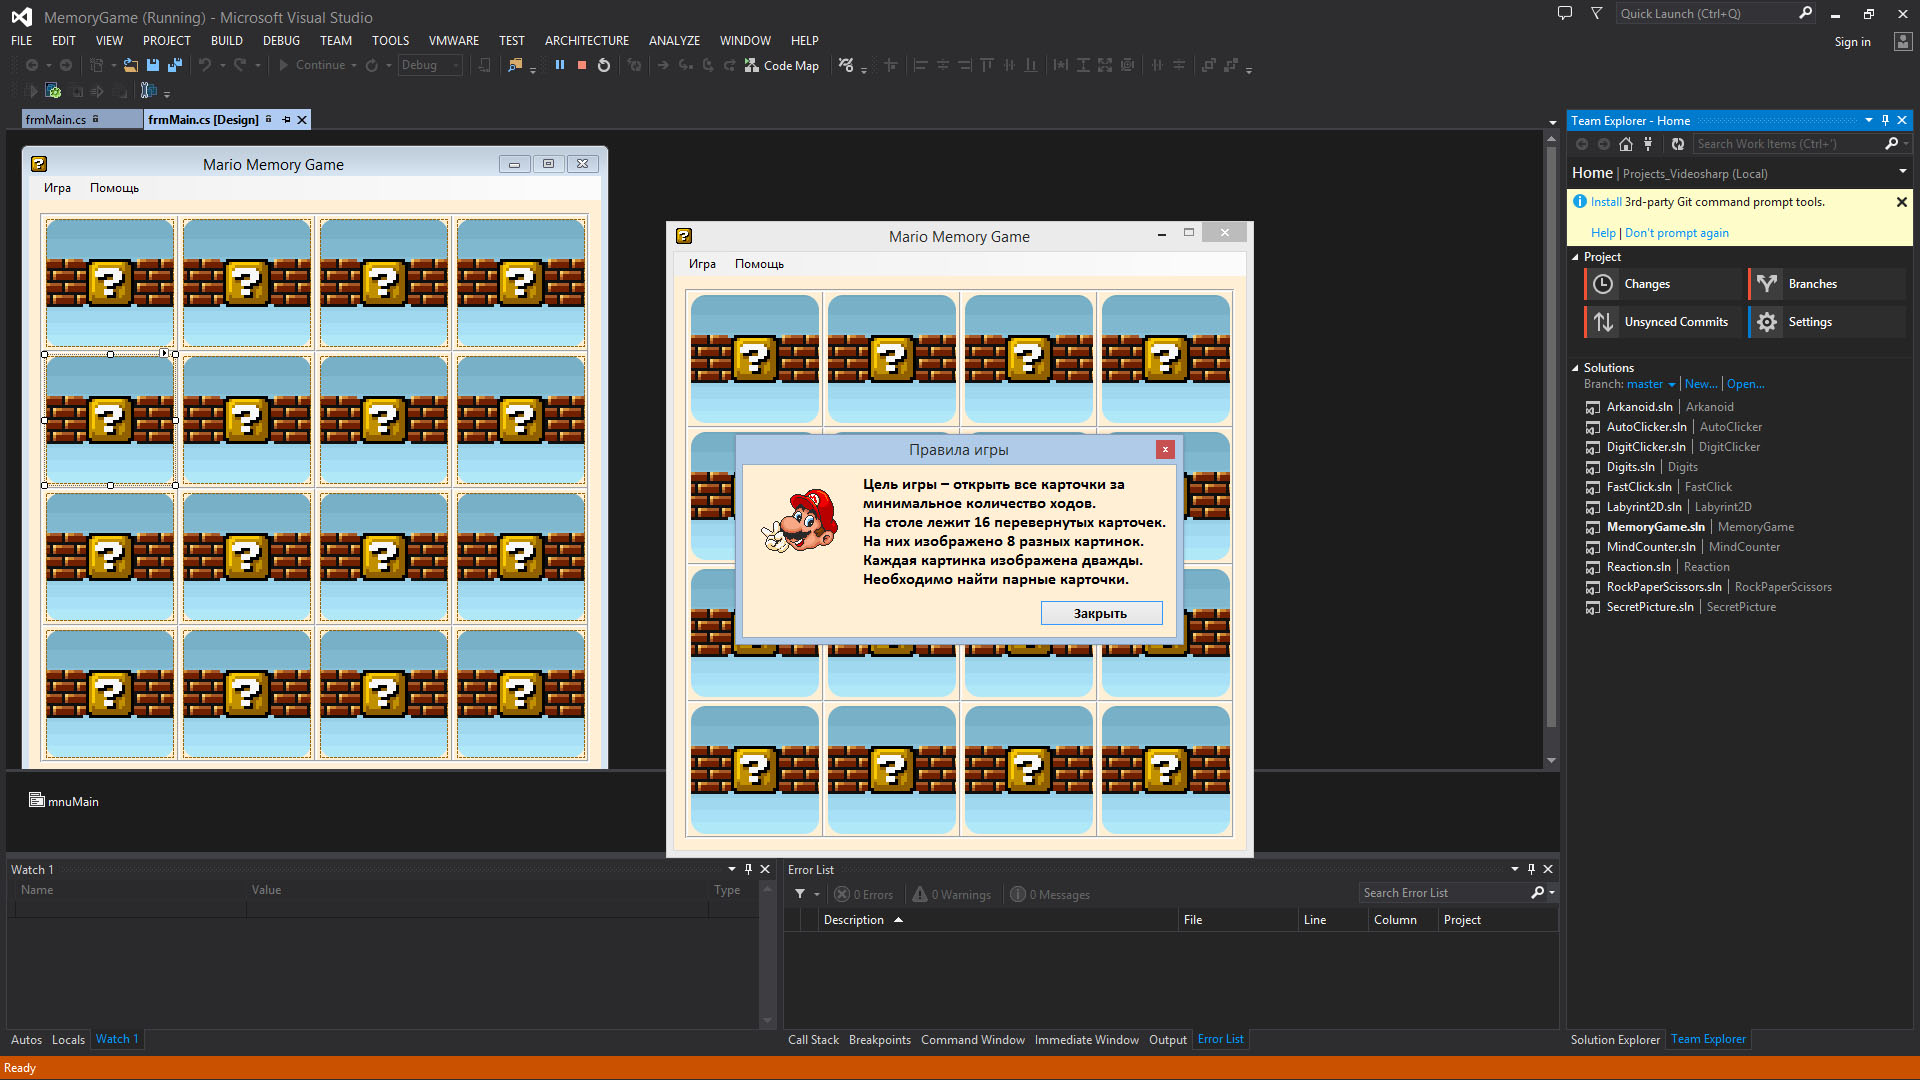 MemoryGame (Running) - Microsoft Visual Studio
Quick Launch (Ctrl+Q)
FILE EDIT VIEW PROJECT BUILD DEBUG TEAM TOOLS VMWARE TEST ARCHITECTURE ANALYZE WINDOW HELP
Sign in
Continue
Debug
Code Map
frmMain.cs
frmMain.cs [Design]
Mario Memory Game
Игра Помощь
? ? ? ?
? ? ? ?
? ? ? ?
? ? ? ?
mnuMain
Mario Memory Game
Игра Помощь
? ? ? ?
Правила игры
Цель игры – открыть все карточки за
минимальное количество ходов.
На столе лежит 16 перевернутых карточек.
На них изображено 8 разных картинок.
Каждая картинка изображена дважды.
Необходимо найти парные карточки.
Закрыть
? ? ? ?
Team Explorer - Home
Search Work Items (Ctrl+')
Home | Projects_Videosharp (Local)
Install 3rd-party Git command prompt tools.
Help | Don't prompt again
Project
Changes
Branches
Unsynced Commits
Settings
Solutions
Branch: master | New... | Open...
Arkanoid.sln | Arkanoid
AutoClicker.sln | AutoClicker
DigitClicker.sln | DigitClicker
Digits.sln | Digits
FastClick.sln | FastClick
Labyrint2D.sln | Labyrint2D
MemoryGame.sln | MemoryGame
MindCounter.sln | MindCounter
Reaction.sln | Reaction
RockPaperScissors.sln | RockPaperScissors
SecretPicture.sln | SecretPicture
Watch 1
Name Value Type
Autos Locals Watch 1
Error List
0 Errors
0 Warnings
0 Messages
Search Error List
Description File Line Column Project
Call Stack Breakpoints Command Window Immediate Window Output Error List
Solution Explorer Team Explorer
Ready